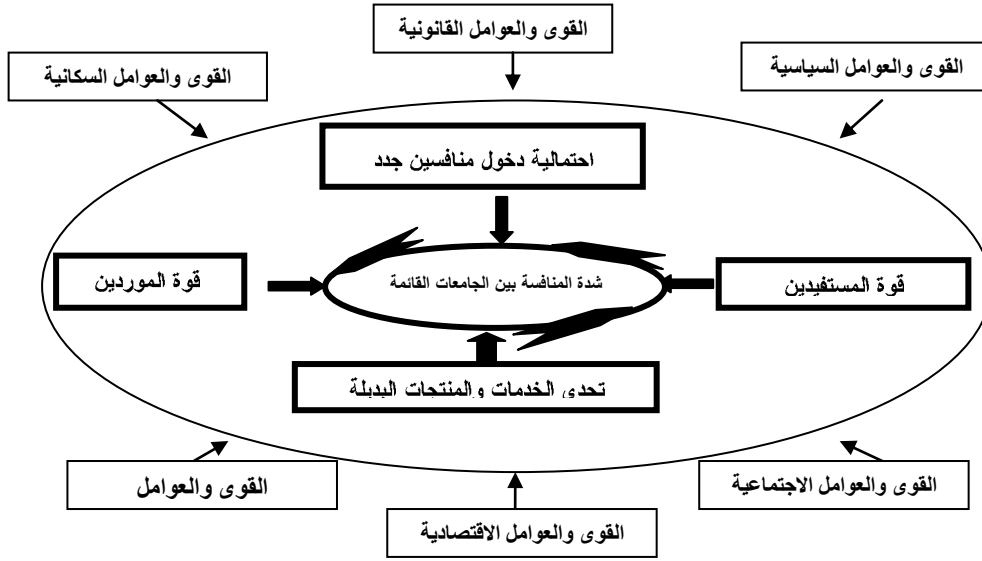 القوى والعوامل القانونية
القوى والعوامل السياسية
القوى والعوامل السكانية
احتمالية دخول منافسين جدد
شدة المنافسة بين الجامعات القائمة
قوة المستفيدين
قوة الموردين
تحدى الخدمات والمنتجات البديلة
القوى والعوامل الاجتماعية
القوى والعوامل
القوى والعوامل الاقتصادية